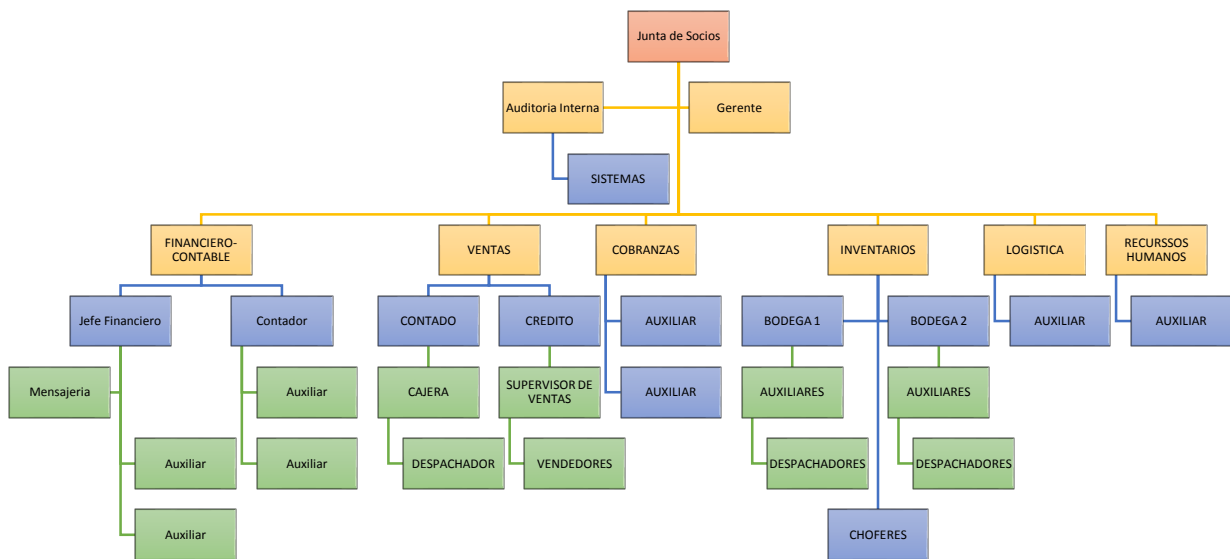 Junta de Socios
Auditoria Interna
Gerente
SISTEMAS
FINANCIERO-
CONTABLE
VENTAS
COBRANZAS
INVENTARIOS
LOGISTICA
RECURSSOS
HUMANOS
Jefe Financiero
Contador
CONTADO
CREDITO
AUXILIAR
BODEGA 1
BODEGA 2
AUXILIAR
AUXILIAR
Mensajeria
Auxiliar
CAJERA
SUPERVISOR DE
VENTAS
AUXILIAR
AUXILIARES
AUXILIARES
Auxiliar
Auxiliar
DESPACHADOR
VENDEDORES
DESPACHADORES
DESPACHADORES
Auxiliar
CHOFERES